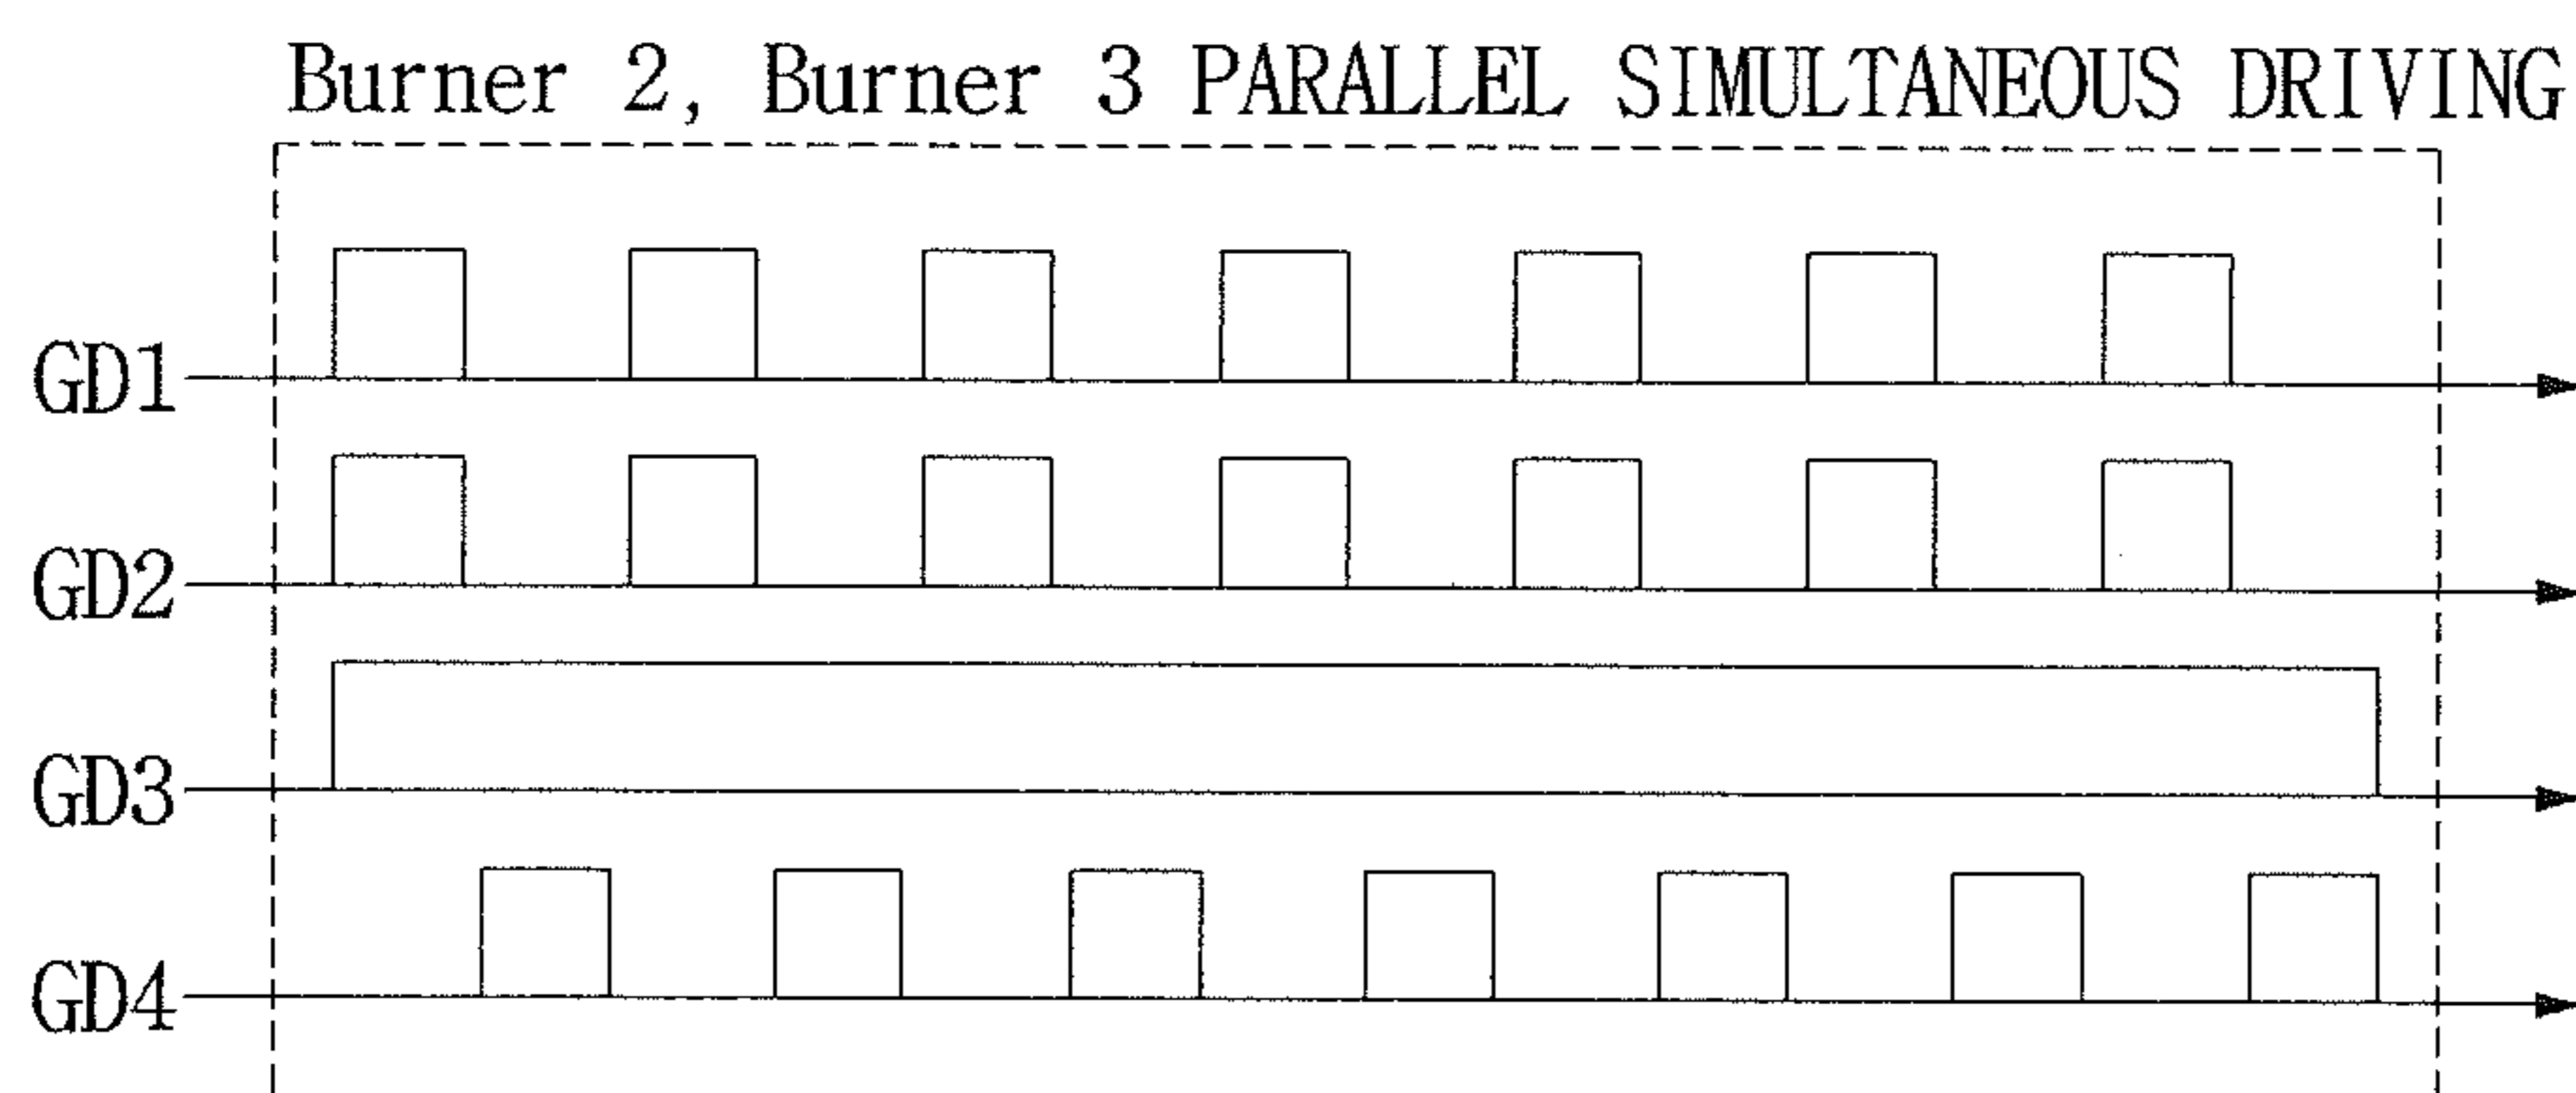 Burner 2, Burner 3 PARALLEL SIMULTANEOUS DRIVING
GD1
GD2
GD3
GD4